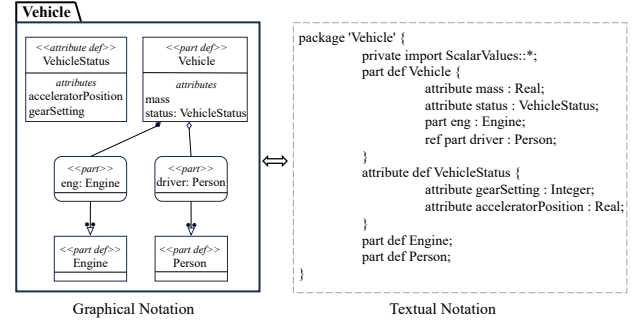 Vehicle
<<attribute def>>
VehicleStatus
attributes
acceleratorPosition
gearSetting
<<part def>>
Vehicle
attributes
mass
status: VehicleStatus
<<part>>
eng: Engine
<<part>>
driver: Person
<<part def>>
Engine
<<part def>>
Person
Graphical Notation
package 'Vehicle' {
private import ScalarValues::*;
part def Vehicle {
attribute mass : Real;
attribute status : VehicleStatus;
part eng : Engine;
ref part driver : Person;
}
attribute def VehicleStatus {
attribute gearSetting : Integer;
attribute acceleratorPosition : Real;
}
part def Engine;
part def Person;
}
Textual Notation